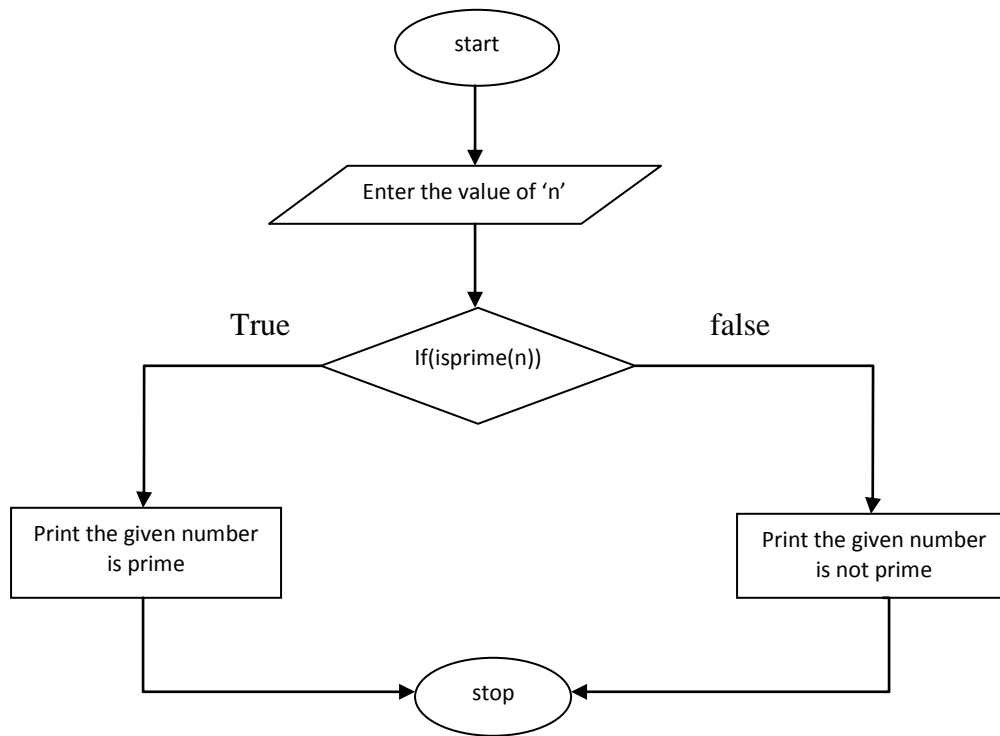 start
Enter the value of ‘n’
True
false
If(isprime(n))
Print the given number
is prime
Print the given number
is not prime
stop